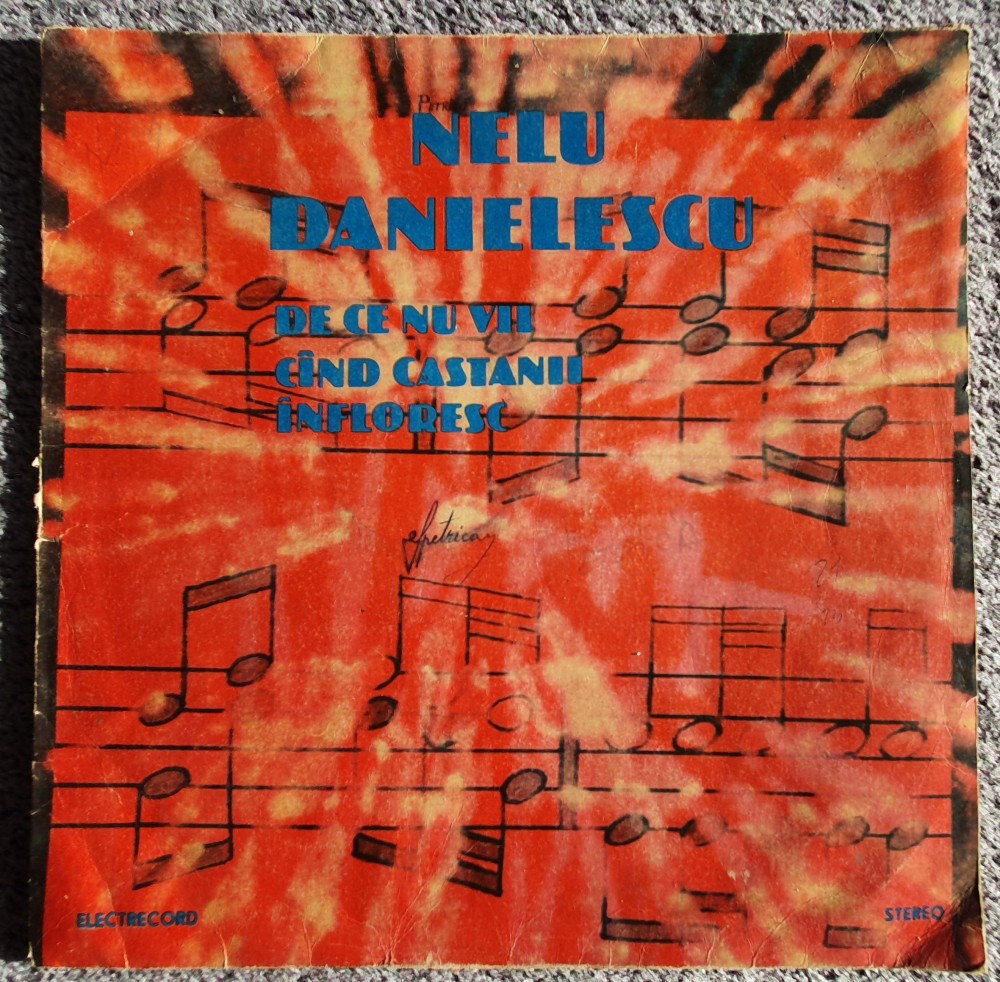 NELU
DANIELESCU
DE CE NU VII
CÎND CASTANII
ÎNFLORESC
ELECTRECORD
STEREO